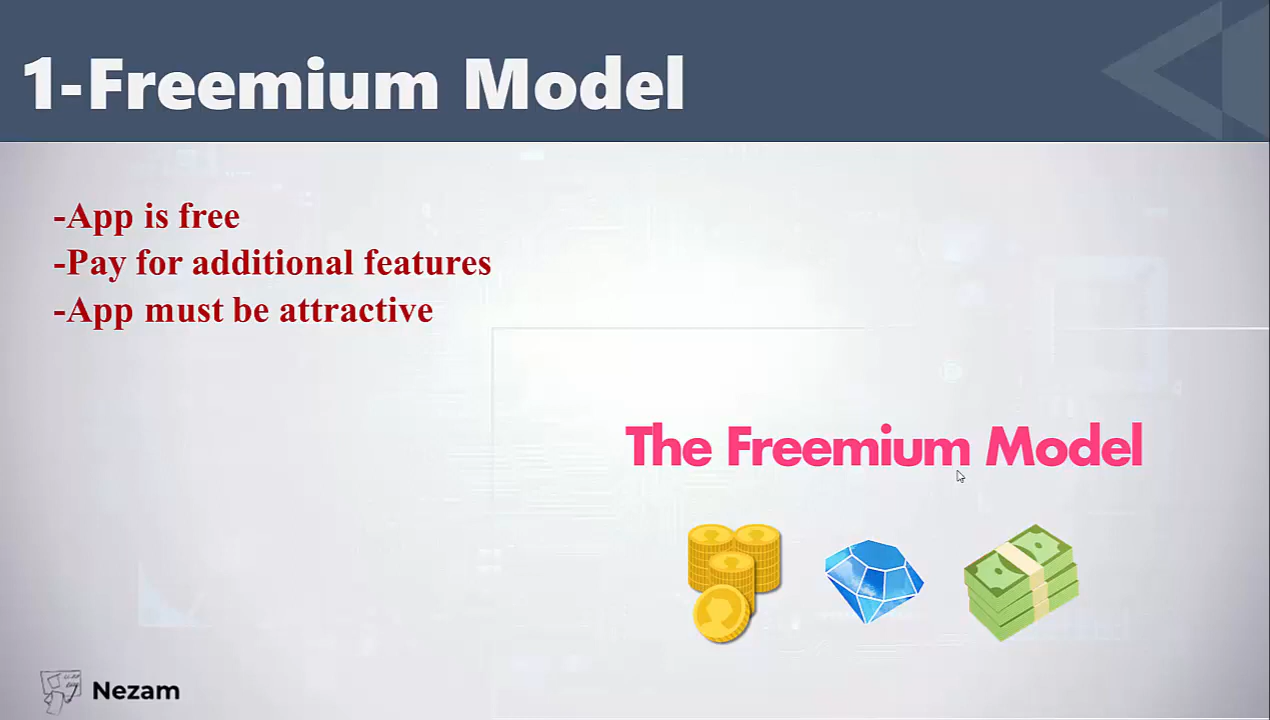 1-Freemium Model
-App is free
-Pay for additional features
-App must be attractive
The Freemium Model
Nezam